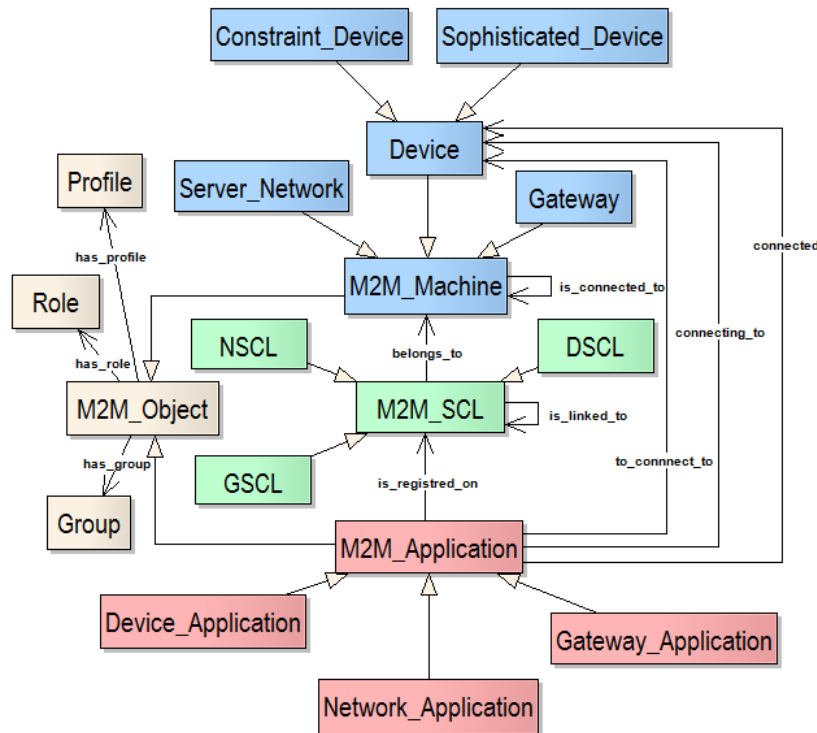 Constraint_Device
Sophisticated_Device
Device
Profile
Server_Network
Gateway
has_profile
connected
M2M_Machine
is_connected_to
Role
connecting_to
NSCL
belongs_to
DSCL
has_role
M2M_Object
M2M_SCL
is_linked_to
has_group
to_connnect_to
GSCL
is_registred_on
Group
M2M_Application
Device_Application
Gateway_Application
Network_Application